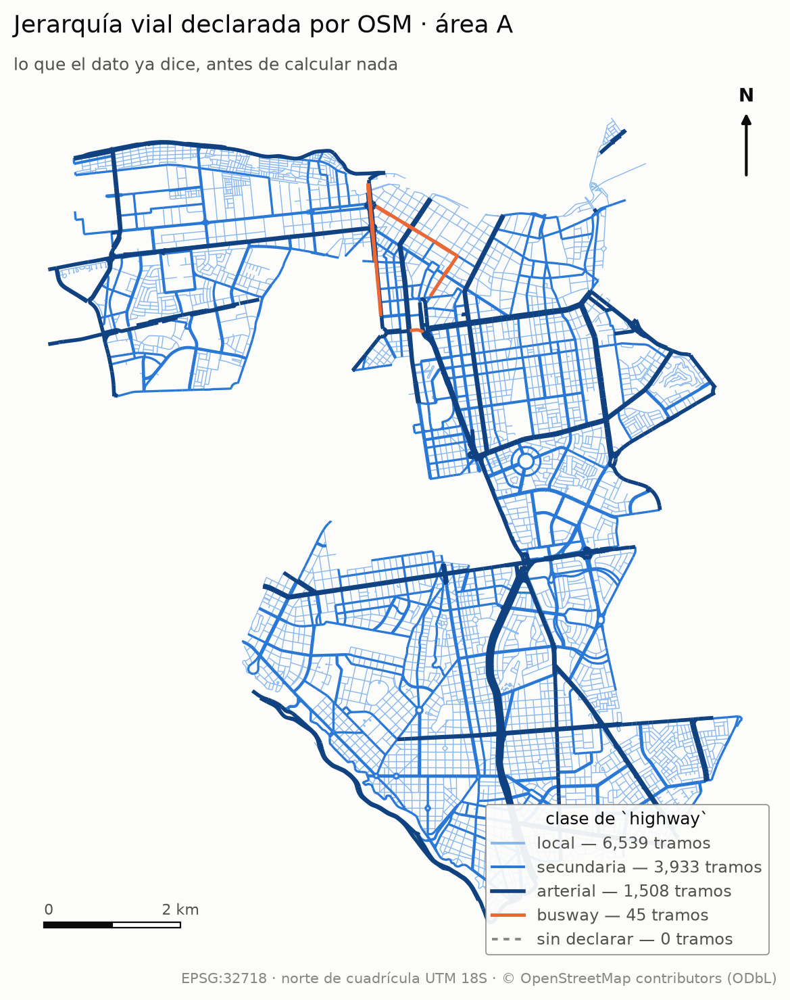 Jerarquía vial declarada por OSM · área A
lo que el dato ya dice, antes de calcular nada
N
clase de `highway`
local — 6,539 tramos
secundaria — 3,933 tramos
arterial — 1,508 tramos
busway — 45 tramos
sin declarar — 0 tramos
0 2 km
EPSG:32718 · norte de cuadrícula UTM 18S · © OpenStreetMap contributors (ODbL)